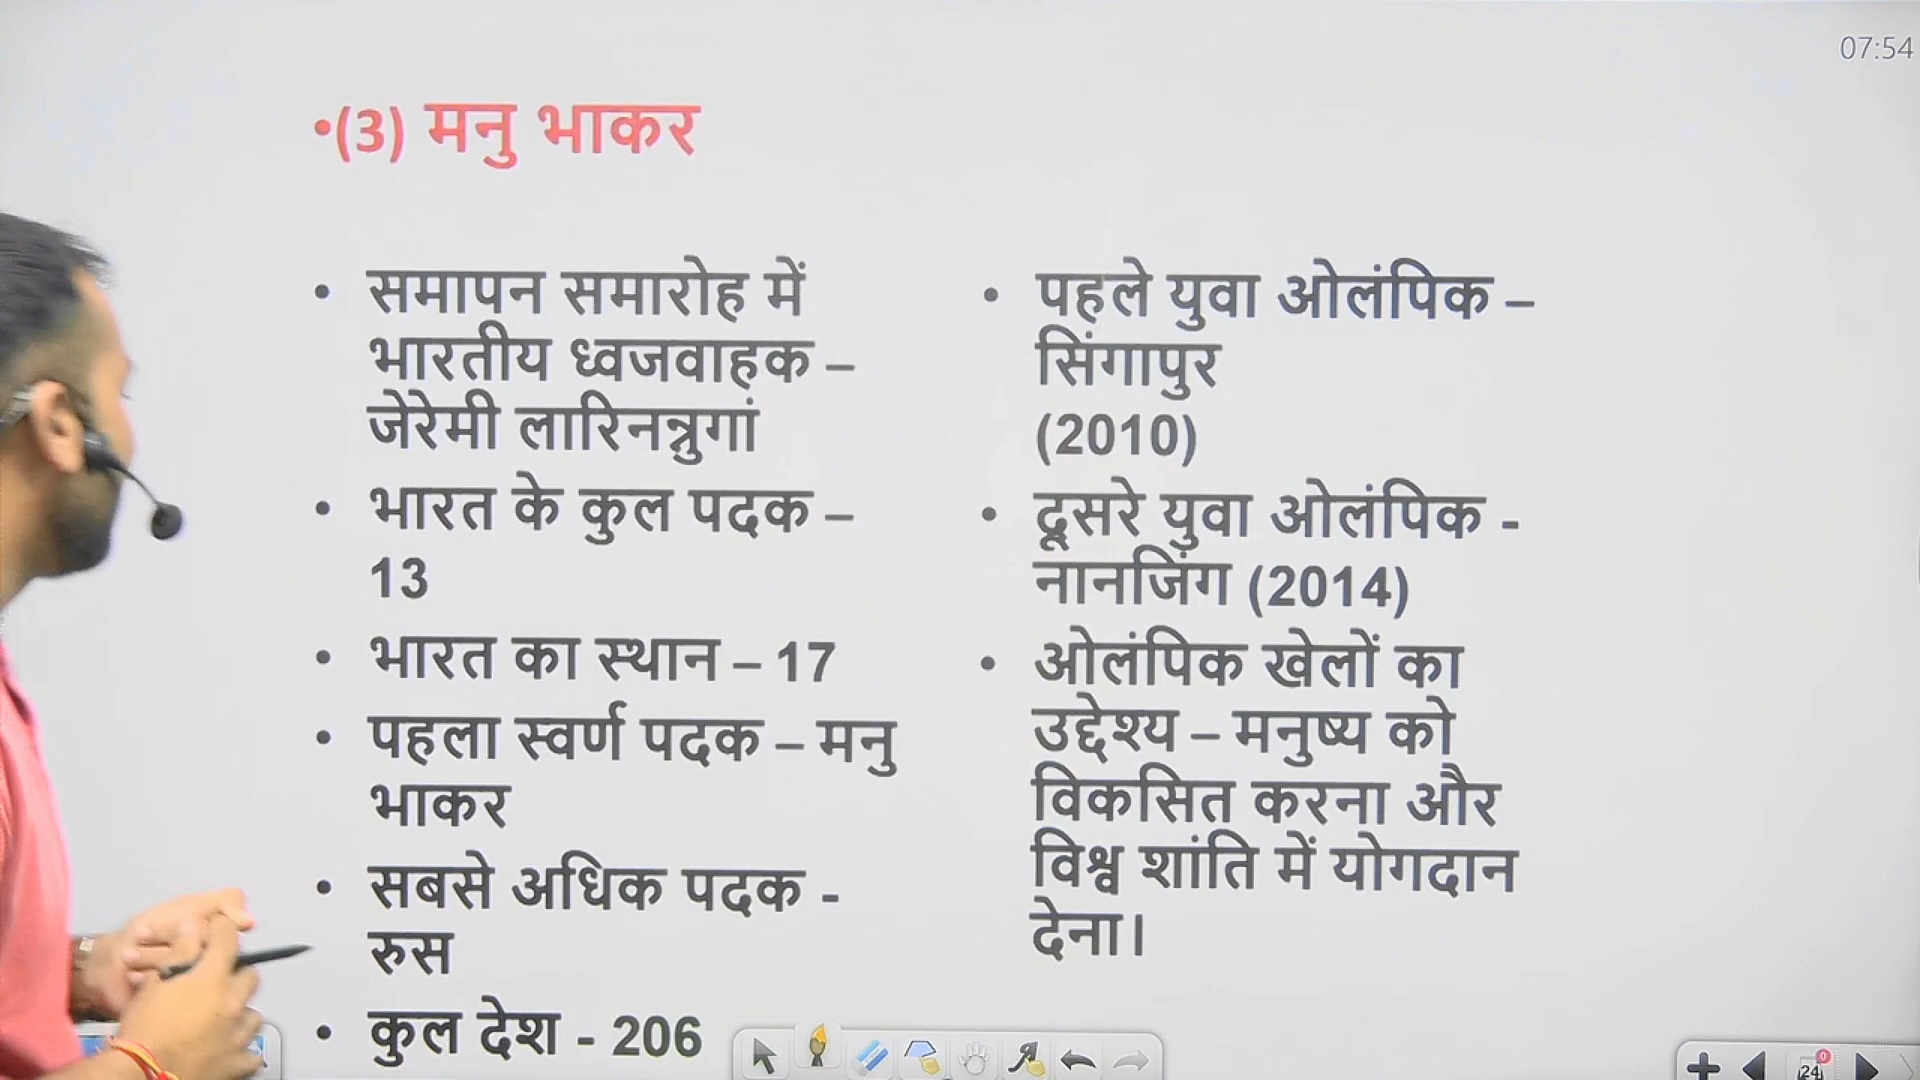 07:54
•(3) मनु भाकर
• समापन समारोह में
भारतीय ध्वजवाहक –
जेरेमी लारिनन्नुगां
• भारत के कुल पदक –
13
• भारत का स्थान – 17
• पहला स्वर्ण पदक – मनु
भाकर
• सबसे अधिक पदक -
रुस
• कुल देश - 206
• पहले युवा ओलंपिक –
सिंगापुर
(2010)
• दूसरे युवा ओलंपिक -
नानजिंग (2014)
• ओलंपिक खेलों का
उद्देश्य – मनुष्य को
विकसित करना और
विश्व शांति में योगदान
देना।
24
0